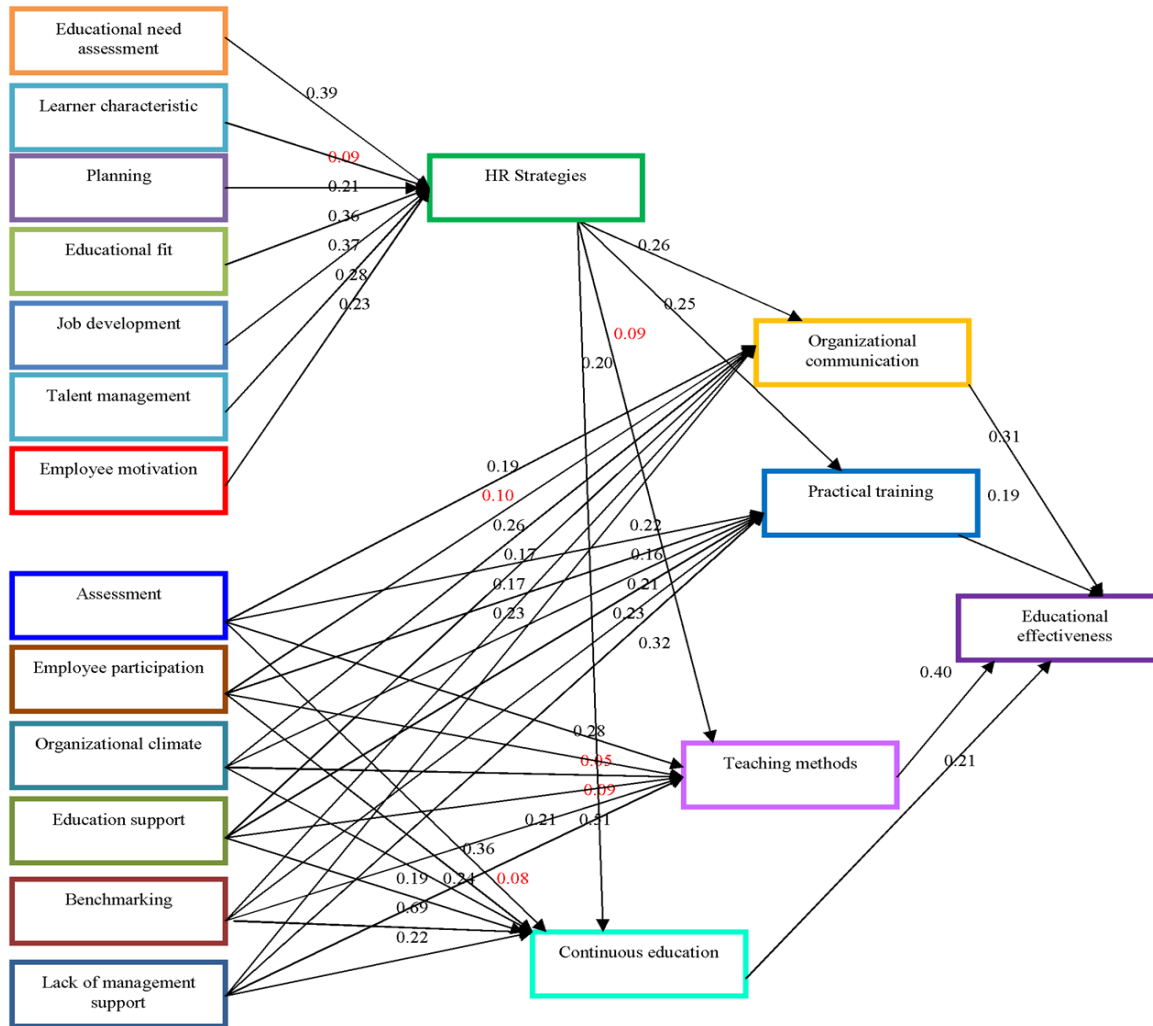 Educational need
assessment
Learner characteristic
Planning
Educational fit
Job development
Talent management
Employee motivation
0.39
0.09
0.21
0.36
0.37
0.28
0.23
HR Strategies
0.26
0.25
0.09
0.20
Organizational
communication
Practical training
0.31
0.19
Educational
effectiveness
0.40
0.21
Assessment
Employee participation
Organizational climate
Education support
Benchmarking
Lack of management
support
0.19
0.10
0.26
0.17
0.17
0.23
0.22
0.16
0.21
0.23
0.32
0.28
0.05
0.09
0.21
0.51
Teaching methods
0.36
0.19
0.24
0.08
0.69
0.22
Continuous education